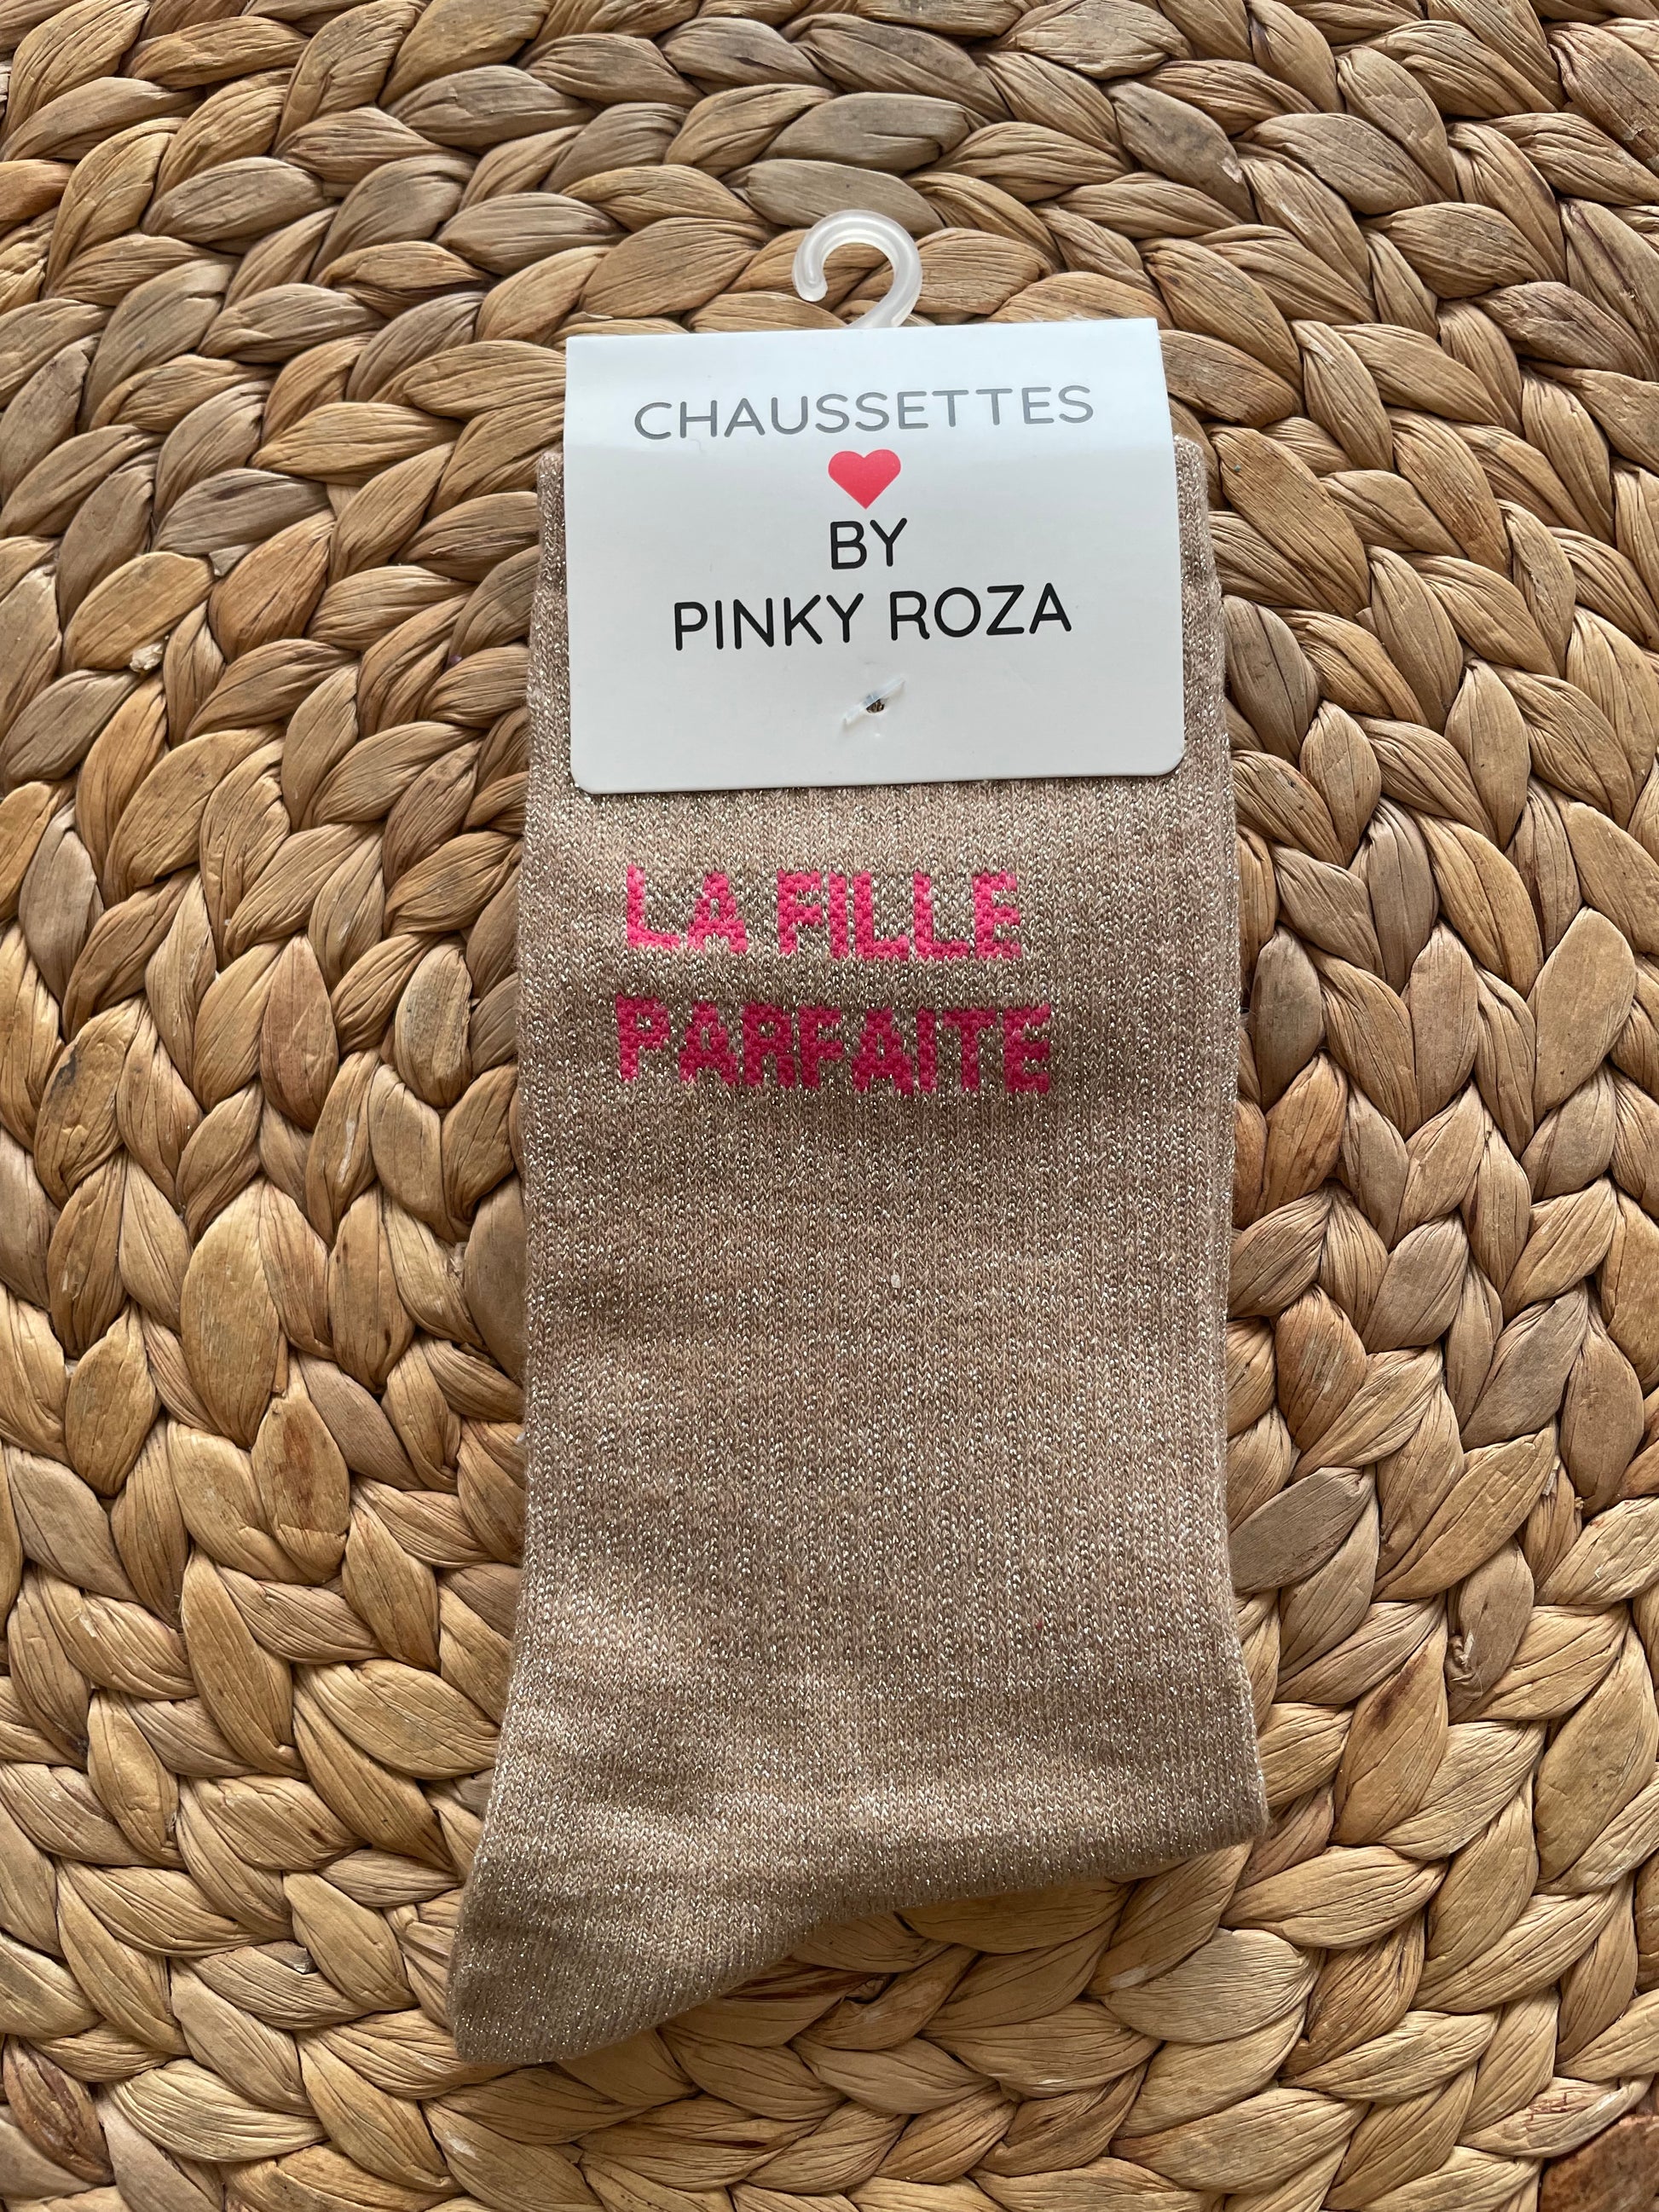 CHAUSSETTES
BY
PINKY ROZA
LA FILLE
PARFAITE